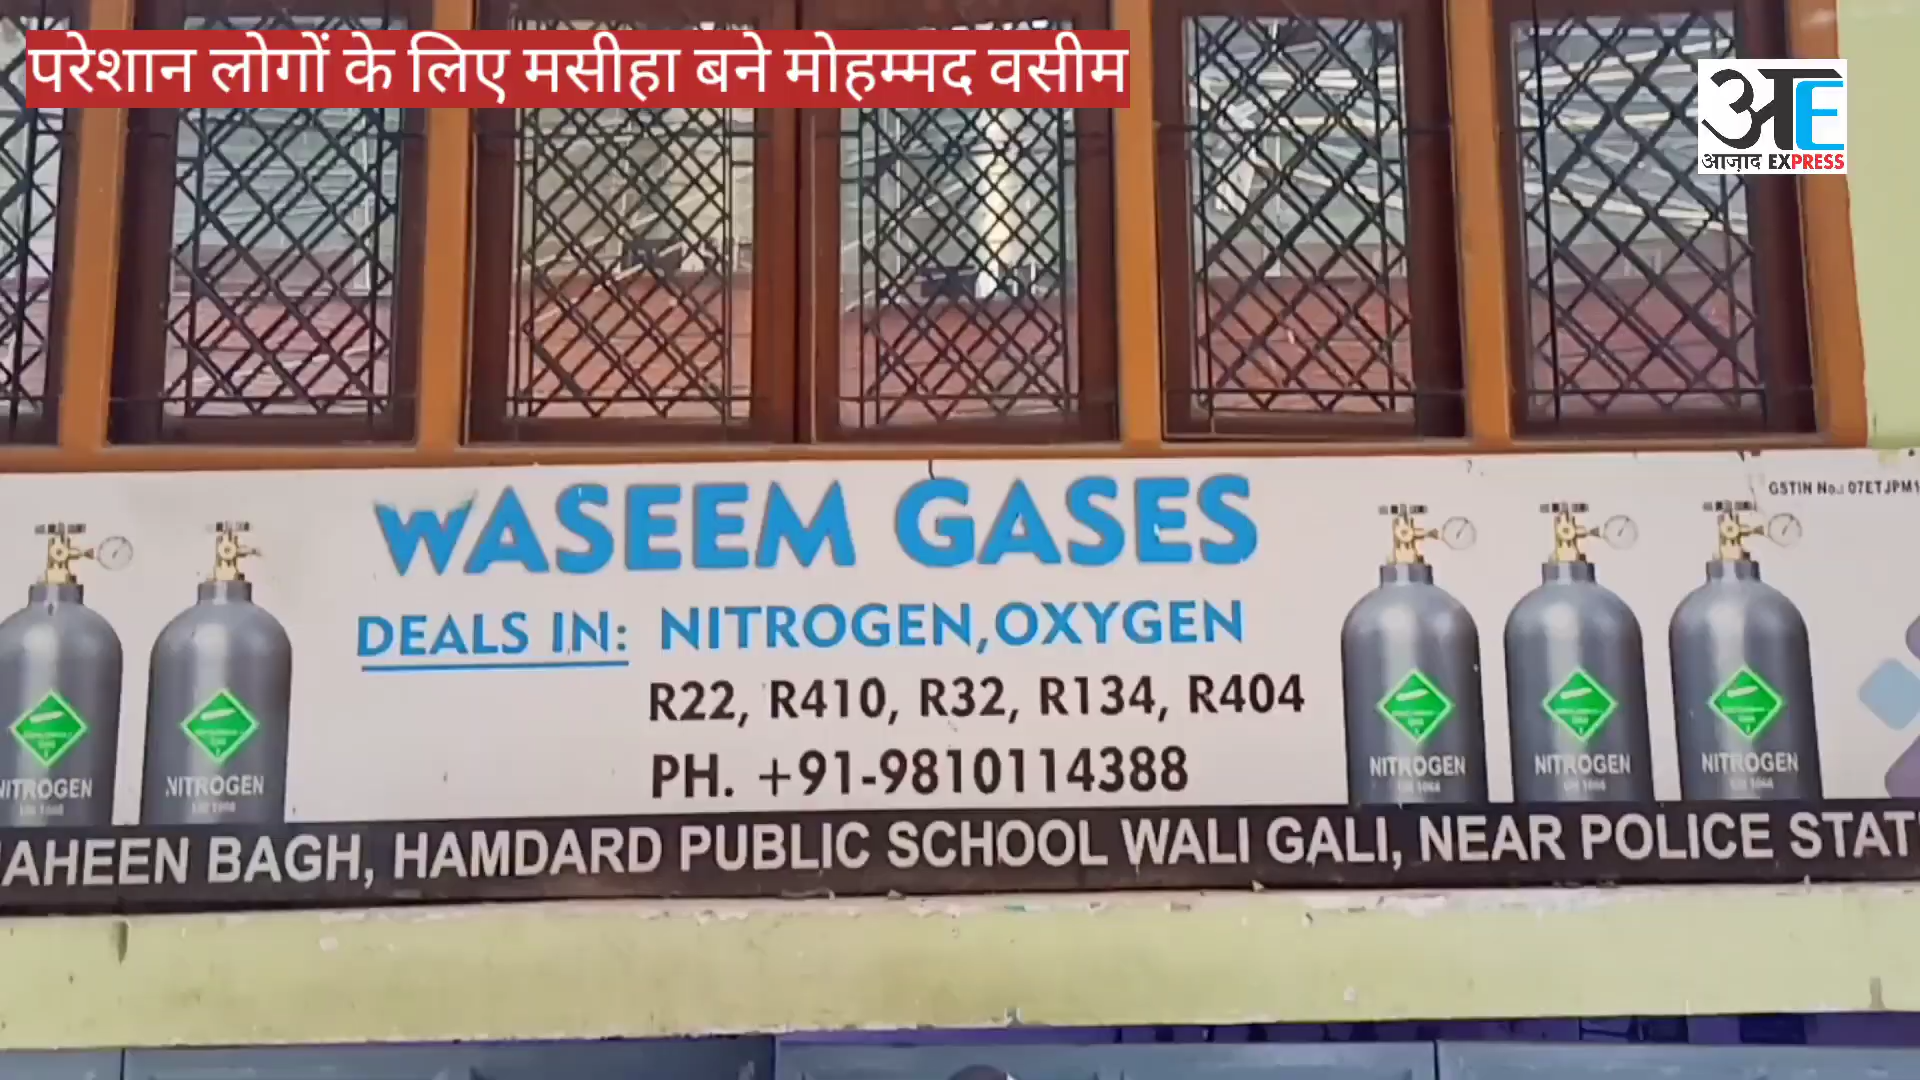 परेशान लोगों के लिए मसीहा बने मोहम्मद वसीम
अE
आज़ाद EXPRESS
GSTIN No.: 07ETJPM1
WASEEM GASES
DEALS IN: NITROGEN,OXYGEN
R22, R410, R32, R134, R404
PH. +91-9810114388
NITROGEN
NITROGEN
NITROGEN
NITROGEN
NITROGEN
AHEEN BAGH, HAMDARD PUBLIC SCHOOL WALI GALI, NEAR POLICE STAT